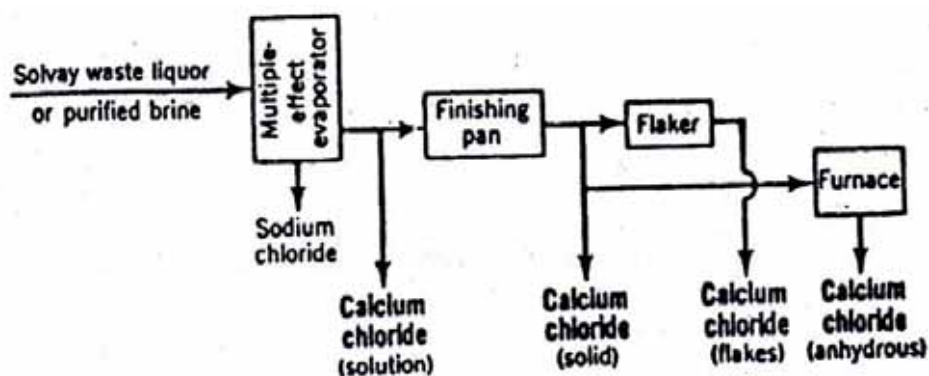 Solvay waste liquor
or purified brine
Multiple-
effect
evaporator
Finishing
pan
Flaker
Furnace
Sodium
chloride
Calcium
chloride
(solution)
Calcium
chloride
(solid)
Calcium
chloride
(flakes)
Calcium
chloride
(anhydrous)